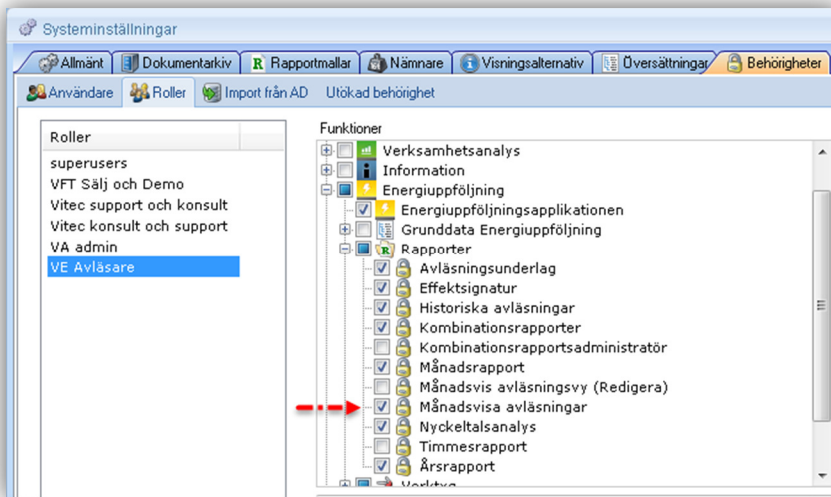 Systeminställningar
Allmänt Dokumentarkiv Rapportmallar Nämnare Visningsalternativ Översättningar Behörigheter
Användare Roller Import från AD Utökad behörighet
Roller
superusers
VFT Sälj och Demo
Vitec support och konsult
Vitec konsult och support
VA admin
VE Avläsare
Funktioner
Verksamhetsanalys
Information
Energiuppföljning
Energiuppföljningsapplikationen
Grunddata Energiuppföljning
Rapporter
Avläsningsunderlag
Effektsignatur
Historiska avläsningar
Kombinationsrapporter
Kombinationsrapportsadministratör
Månadsrapport
Månadsvis avläsningsvy (Redigera)
Månadsvisa avläsningar
Nyckeltalsanalys
Timmesrapport
Årsrapport
Verktyg